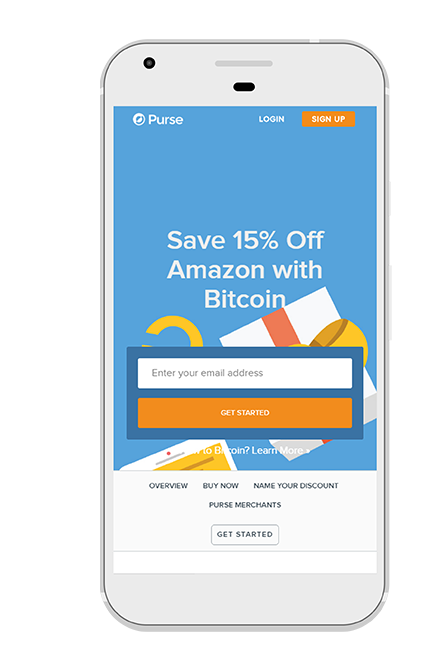 Purse
LOGIN
SIGN UP
Save 15% Off
Amazon with
Bitcoin
Enter your email address
GET STARTED
to Bitcoin? Learn More »
OVERVIEW
BUY NOW
NAME YOUR DISCOUNT
PURSE MERCHANTS
GET STARTED